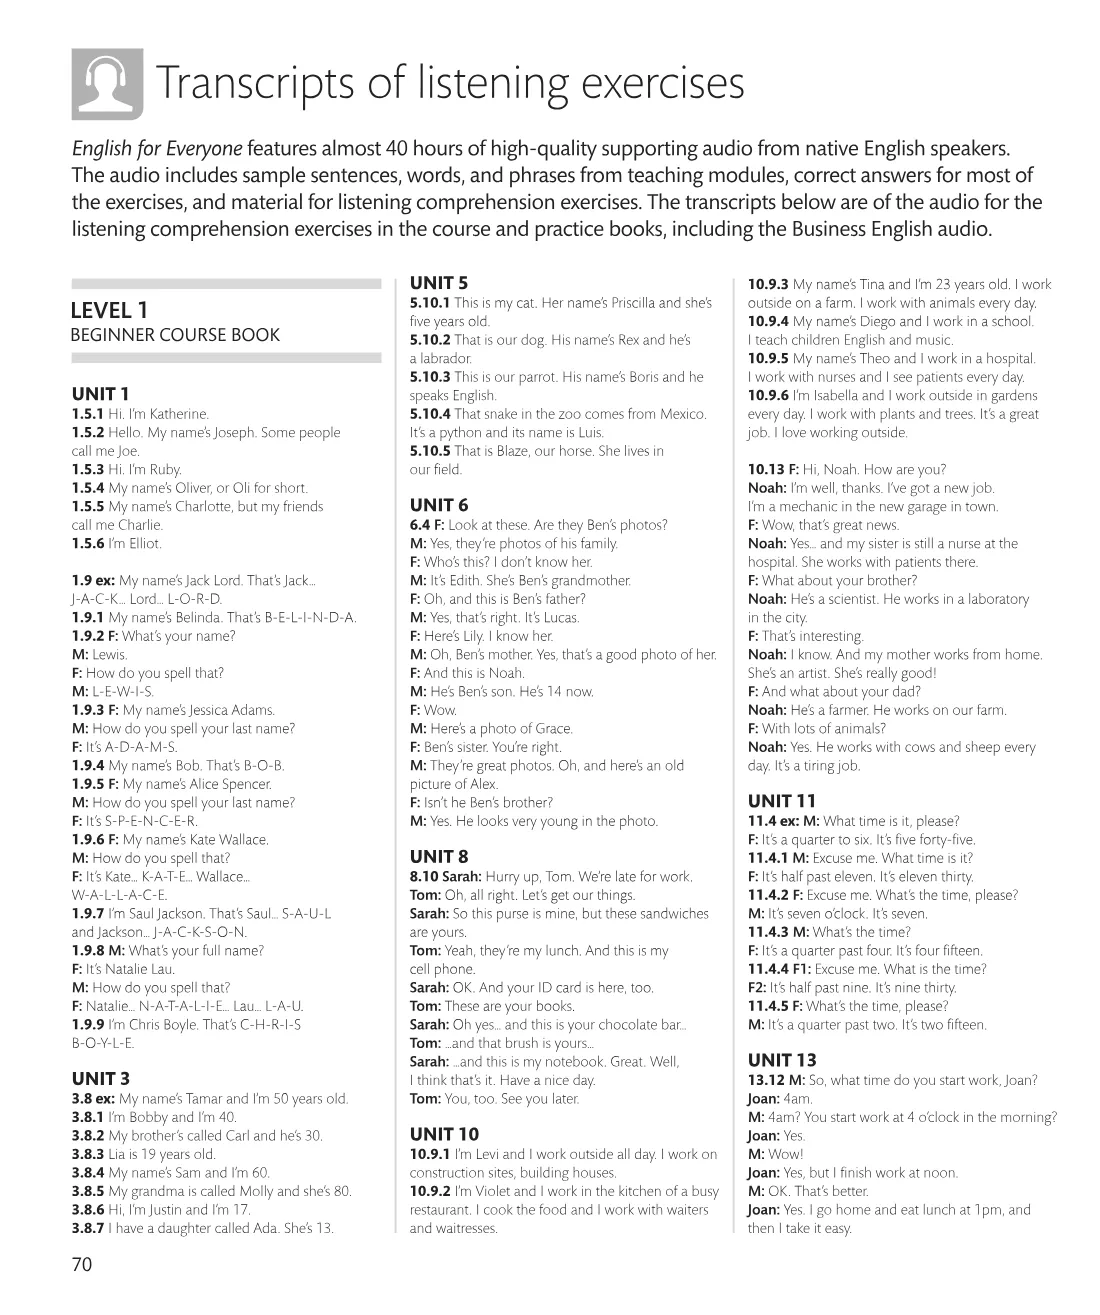 Transcripts of listening exercises
English for Everyone features almost 40 hours of high-quality supporting audio from native English speakers.
The audio includes sample sentences, words, and phrases from teaching modules, correct answers for most of
the exercises, and material for listening comprehension exercises. The transcripts below are of the audio for the
listening comprehension exercises in the course and practice books, including the Business English audio.
LEVEL 1
BEGINNER COURSE BOOK
UNIT 1
1.5.1 Hi. I'm Katherine.
1.5.2 Hello. My name's Joseph. Some people
call me Joe.
1.5.3 Hi. I'm Ruby.
1.5.4 My name's Oliver, or Oli for short.
1.5.5 My name's Charlotte, but my friends
call me Charlie.
1.5.6 I'm Elliot.
1.9 ex: My name's Jack Lord. That's Jack…
J-A-C-K… Lord… L-O-R-D.
1.9.1 My name's Belinda. That's B-E-L-I-N-D-A.
1.9.2 F: What's your name?
M: Lewis.
F: How do you spell that?
M: L-E-W-I-S.
1.9.3 F: My name's Jessica Adams.
M: How do you spell your last name?
F: It's A-D-A-M-S.
1.9.4 My name's Bob. That's B-O-B.
1.9.5 F: My name's Alice Spencer.
M: How do you spell your last name?
F: It's S-P-E-N-C-E-R.
1.9.6 F: My name's Kate Wallace.
M: How do you spell that?
F: It's Kate… K-A-T-E… Wallace…
W-A-L-L-A-C-E.
1.9.7 I'm Saul Jackson. That's Saul… S-A-U-L
and Jackson… J-A-C-K-S-O-N.
1.9.8 M: What's your full name?
F: It's Natalie Lau.
M: How do you spell that?
F: Natalie… N-A-T-A-L-I-E… Lau… L-A-U.
1.9.9 I'm Chris Boyle. That's C-H-R-I-S
B-O-Y-L-E.
UNIT 3
3.8 ex: My name's Tamar and I'm 50 years old.
3.8.1 I'm Bobby and I'm 40.
3.8.2 My brother's called Carl and he's 30.
3.8.3 Lia is 19 years old.
3.8.4 My name's Sam and I'm 60.
3.8.5 My grandma is called Molly and she's 80.
3.8.6 Hi, I'm Justin and I'm 17.
3.8.7 I have a daughter called Ada. She's 13.
UNIT 5
5.10.1 This is my cat. Her name's Priscilla and she's
five years old.
5.10.2 That is our dog. His name's Rex and he's
a labrador.
5.10.3 This is our parrot. His name's Boris and he
speaks English.
5.10.4 That snake in the zoo comes from Mexico.
It's a python and its name is Luis.
5.10.5 That is Blaze, our horse. She lives in
our field.
UNIT 6
6.4 F: Look at these. Are they Ben's photos?
M: Yes, they're photos of his family.
F: Who's this? I don't know her.
M: It's Edith. She's Ben's grandmother.
F: Oh, and this is Ben's father?
M: Yes, that's right. It's Lucas.
F: Here's Lily. I know her.
M: Oh, Ben's mother. Yes, that's a good photo of her.
F: And this is Noah.
M: He's Ben's son. He's 14 now.
F: Wow.
M: Here's a photo of Grace.
F: Ben's sister. You're right.
M: They're great photos. Oh, and here's an old
picture of Alex.
F: Isn't he Ben's brother?
M: Yes. He looks very young in the photo.
UNIT 8
8.10 Sarah: Hurry up, Tom. We're late for work.
Tom: Oh, all right. Let's get our things.
Sarah: So this purse is mine, but these sandwiches
are yours.
Tom: Yeah, they're my lunch. And this is my
cell phone.
Sarah: OK. And your ID card is here, too.
Tom: These are your books.
Sarah: Oh yes… and this is your chocolate bar…
Tom: …and that brush is yours…
Sarah: …and this is my notebook. Great. Well,
I think that's it. Have a nice day.
Tom: You, too. See you later.
UNIT 10
10.9.1 I'm Levi and I work outside all day. I work on
construction sites, building houses.
10.9.2 I'm Violet and I work in the kitchen of a busy
restaurant. I cook the food and I work with waiters
and waitresses.
10.9.3 My name's Tina and I'm 23 years old. I work
outside on a farm. I work with animals every day.
10.9.4 My name's Diego and I work in a school.
I teach children English and music.
10.9.5 My name's Theo and I work in a hospital.
I work with nurses and I see patients every day.
10.9.6 I'm Isabella and I work outside in gardens
every day. I work with plants and trees. It's a great
job. I love working outside.
10.13 F: Hi, Noah. How are you?
Noah: I'm well, thanks. I've got a new job.
I'm a mechanic in the new garage in town.
F: Wow, that's great news.
Noah: Yes… and my sister is still a nurse at the
hospital. She works with patients there.
F: What about your brother?
Noah: He's a scientist. He works in a laboratory
in the city.
F: That's interesting.
Noah: I know. And my mother works from home.
She's an artist. She's really good!
F: And what about your dad?
Noah: He's a farmer. He works on our farm.
F: With lots of animals?
Noah: Yes. He works with cows and sheep every
day. It's a tiring job.
UNIT 11
11.4 ex: M: What time is it, please?
F: It's a quarter to six. It's five forty-five.
11.4.1 M: Excuse me. What time is it?
F: It's half past eleven. It's eleven thirty.
11.4.2 F: Excuse me. What's the time, please?
M: It's seven o'clock. It's seven.
11.4.3 M: What's the time?
F: It's a quarter past four. It's four fifteen.
11.4.4 F1: Excuse me. What is the time?
F2: It's half past nine. It's nine thirty.
11.4.5 F: What's the time, please?
M: It's a quarter past two. It's two fifteen.
UNIT 13
13.12 M: So, what time do you start work, Joan?
Joan: 4am.
M: 4am? You start work at 4 o'clock in the morning?
Joan: Yes.
M: Wow!
Joan: Yes, but I finish work at noon.
M: OK. That's better.
Joan: Yes. I go home and eat lunch at 1pm, and
then I take it easy.
70